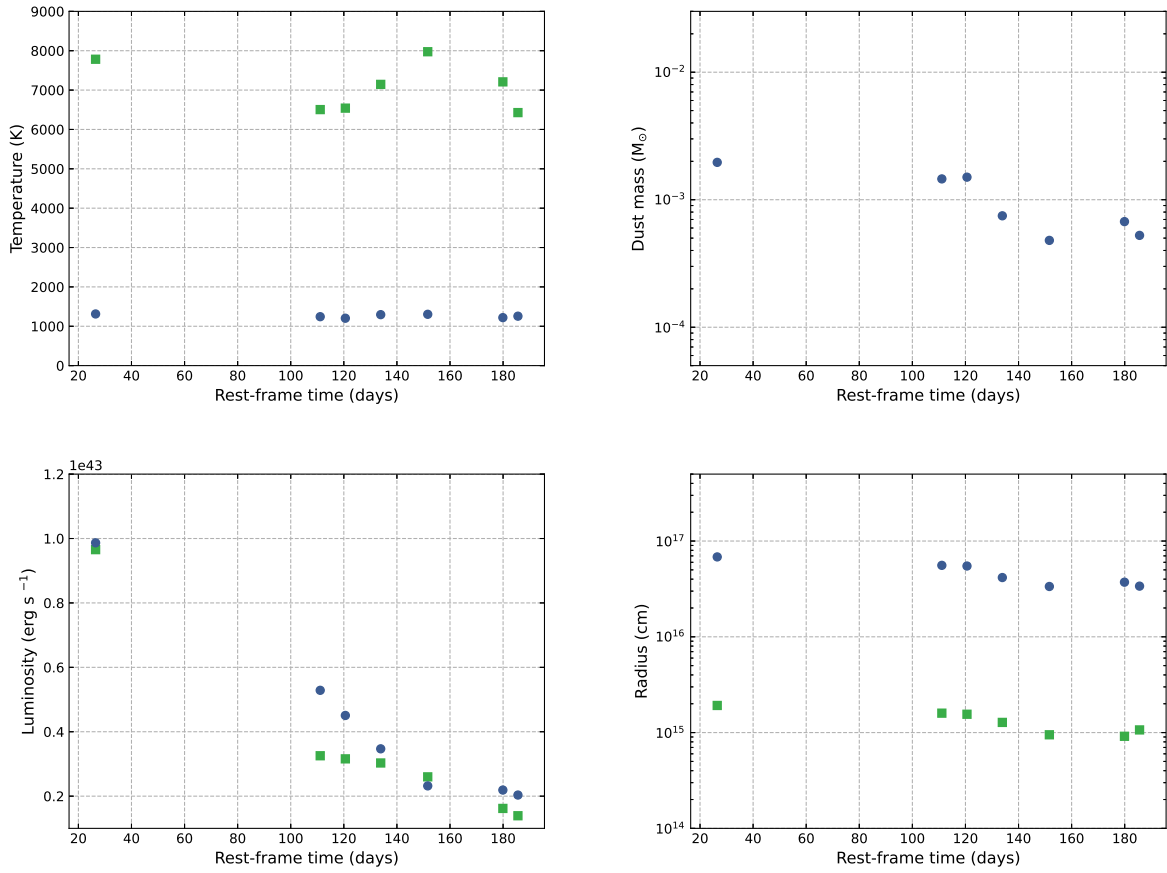 9000
8000
7000
6000
5000
4000
3000
2000
1000
0
Temperature (K)
20 40 60 80 100 120 140 160 180
Rest-frame time (days)
10⁻²
10⁻³
10⁻⁴
Dust mass (M☉)
20 40 60 80 100 120 140 160 180
Rest-frame time (days)
1e43
1.2
1.0
0.8
0.6
0.4
0.2
Luminosity (erg s ⁻¹)
20 40 60 80 100 120 140 160 180
Rest-frame time (days)
10¹⁷
10¹⁶
10¹⁵
10¹⁴
Radius (cm)
20 40 60 80 100 120 140 160 180
Rest-frame time (days)